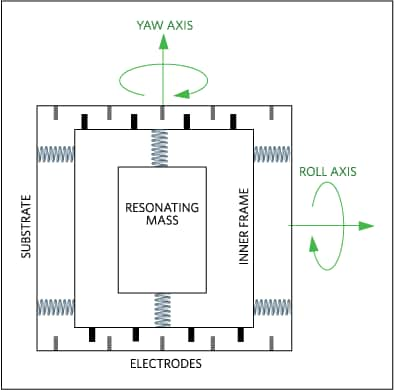 YAW AXIS
ROLL AXIS
RESONATING
MASS
SUBSTRATE
INNER FRAME
ELECTRODES